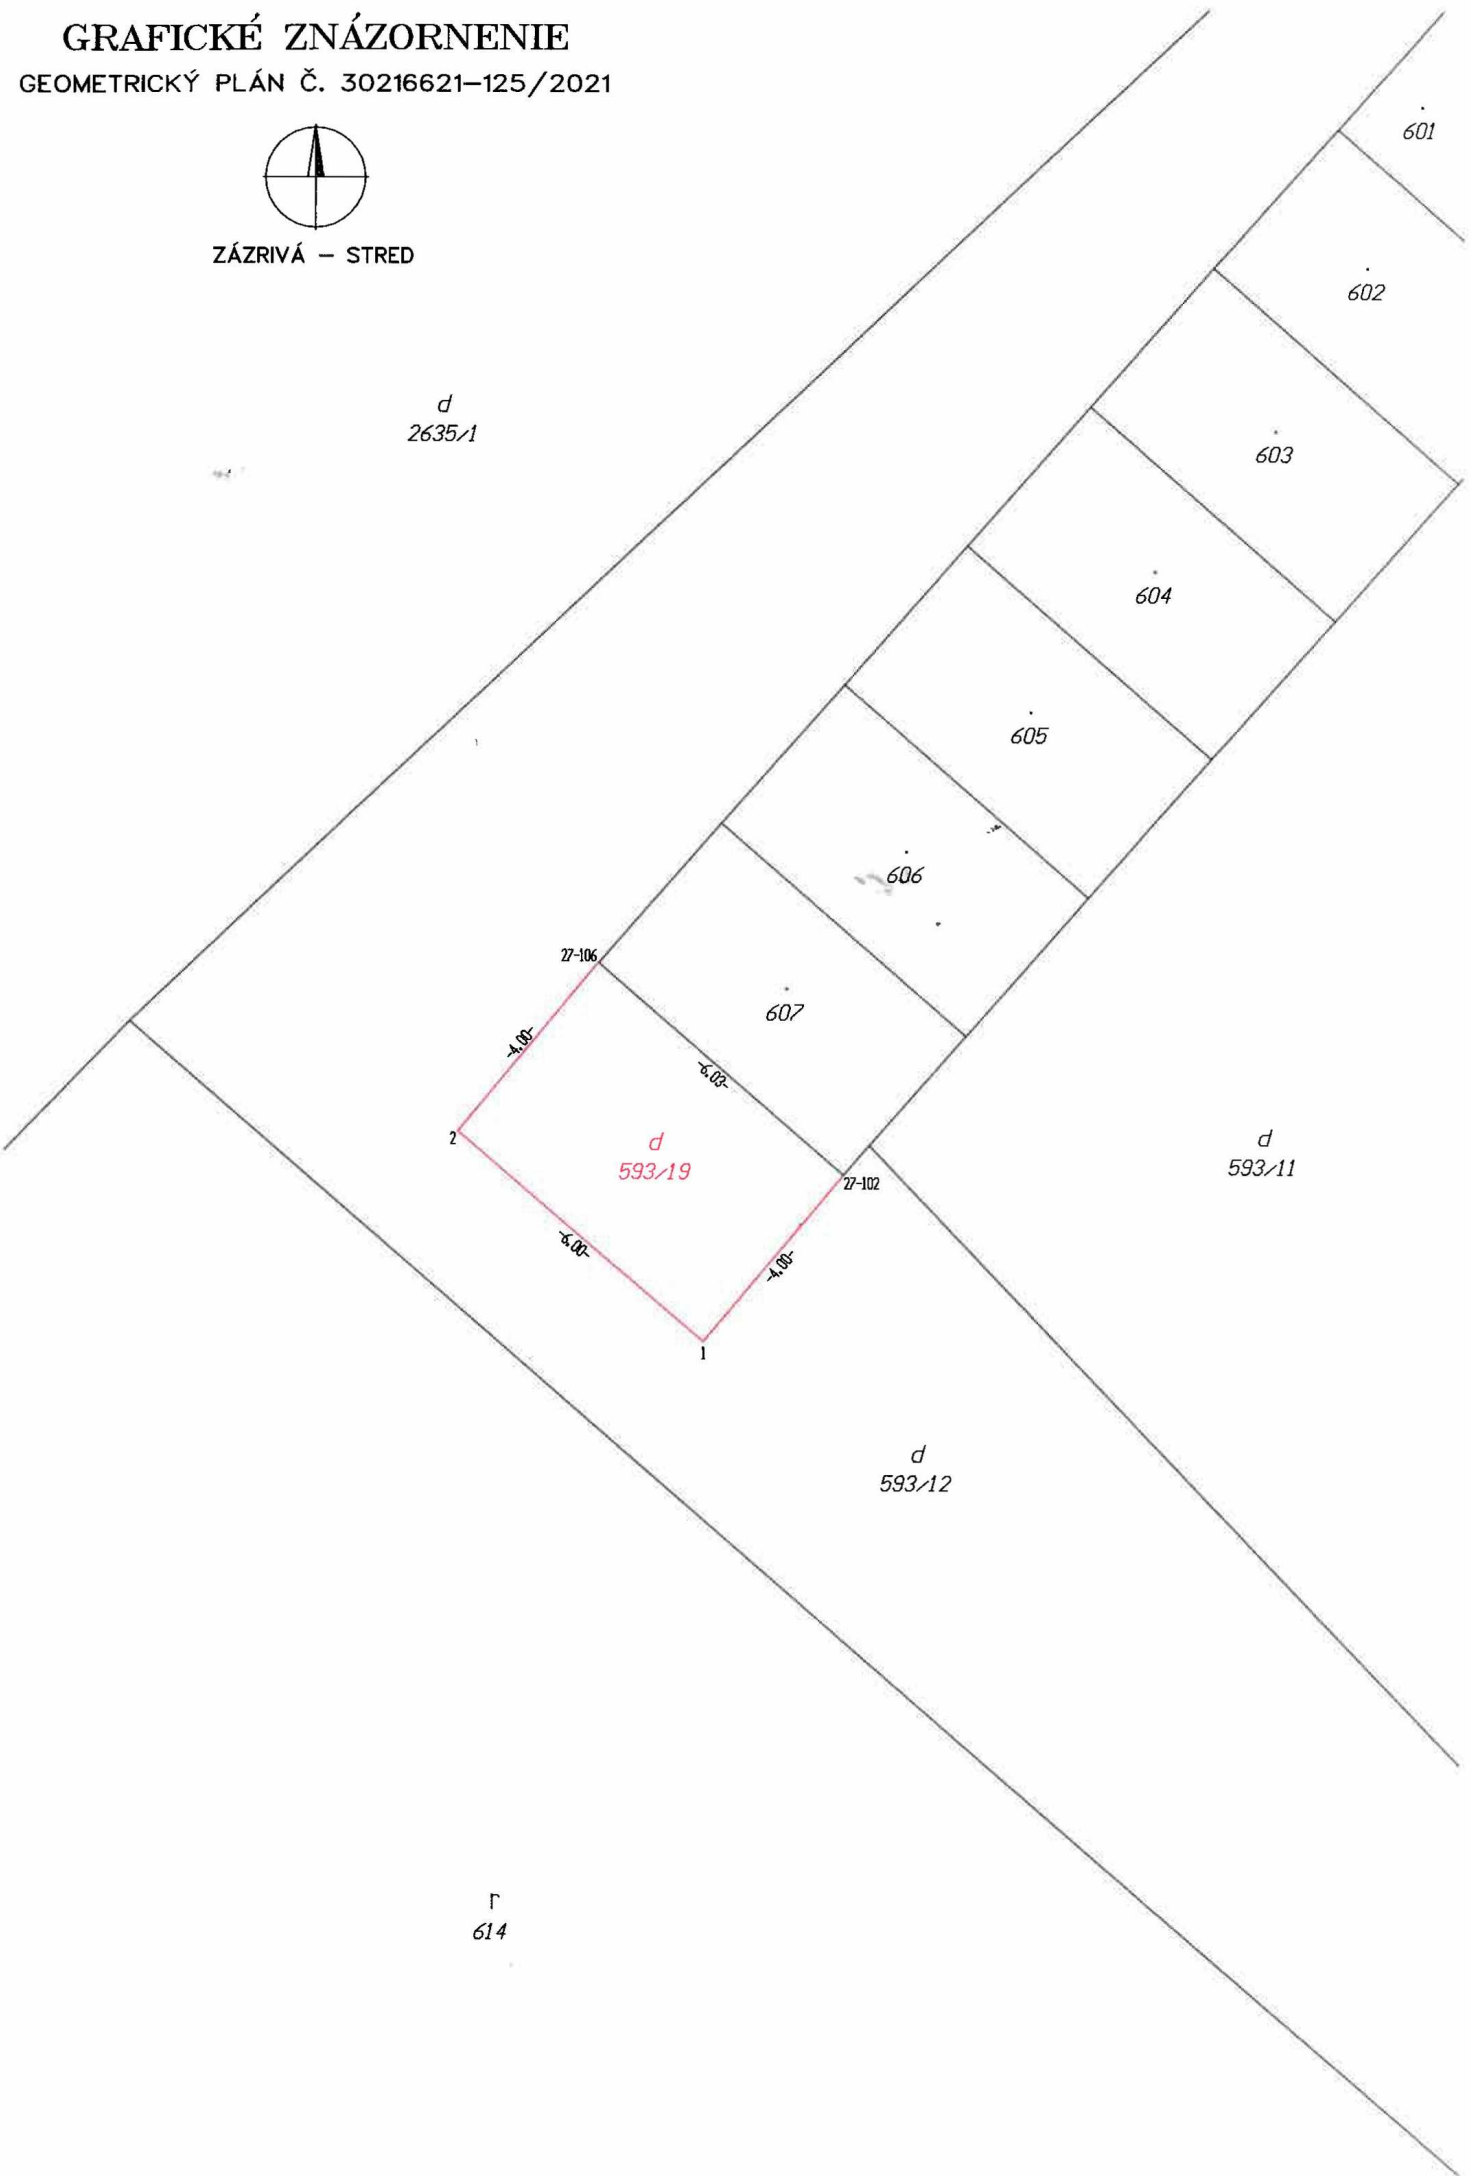 GRAFICKÉ ZNÁZORNENIE
GEOMETRICKÝ PLÁN Č. 30216621-125/2021
ZÁZRIVÁ - STRED
601
602
d
2635/1
603
604
605
606
27-106
607
-4.00-
-6.03-
2
d
593/19
d
593/11
27-102
-6.00-
-4.00-
1
d
593/12
r
614